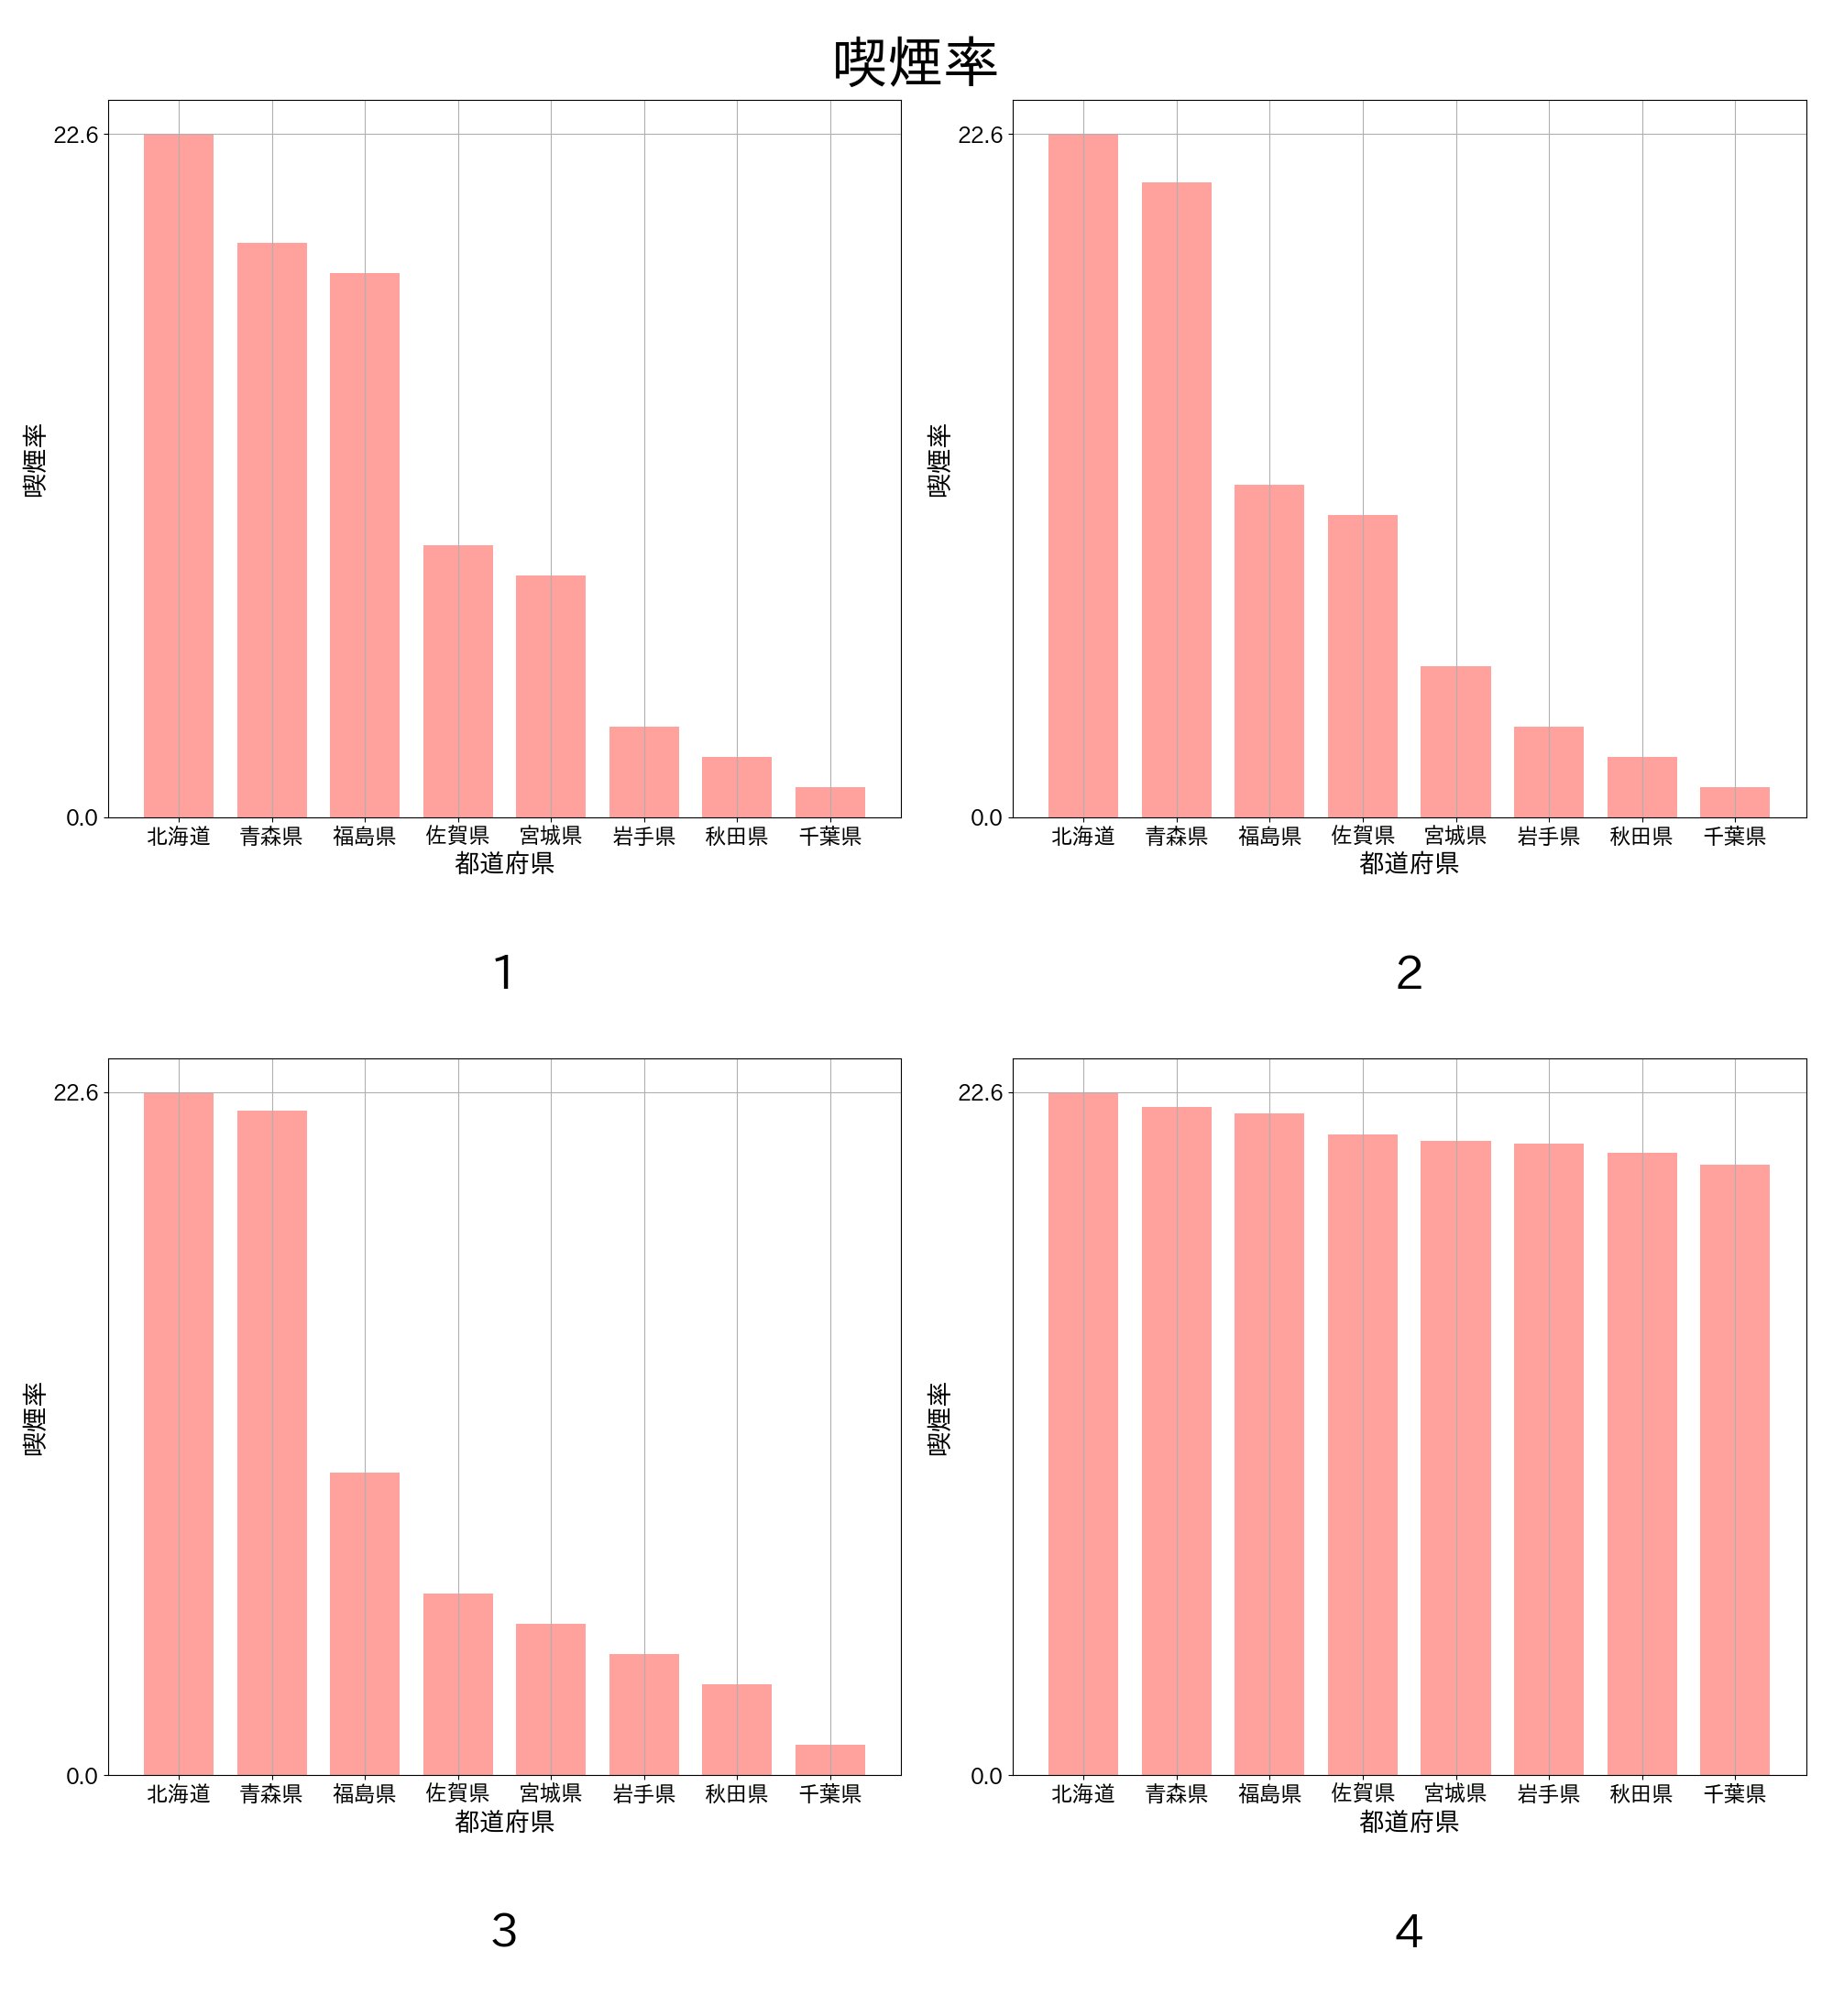 喫煙率
22.6
0.0
喫煙率
北海道 青森県 福島県 佐賀県 宮城県 岩手県 秋田県 千葉県
都道府県
1
22.6
0.0
喫煙率
北海道 青森県 福島県 佐賀県 宮城県 岩手県 秋田県 千葉県
都道府県
2
22.6
0.0
喫煙率
北海道 青森県 福島県 佐賀県 宮城県 岩手県 秋田県 千葉県
都道府県
3
22.6
0.0
喫煙率
北海道 青森県 福島県 佐賀県 宮城県 岩手県 秋田県 千葉県
都道府県
4